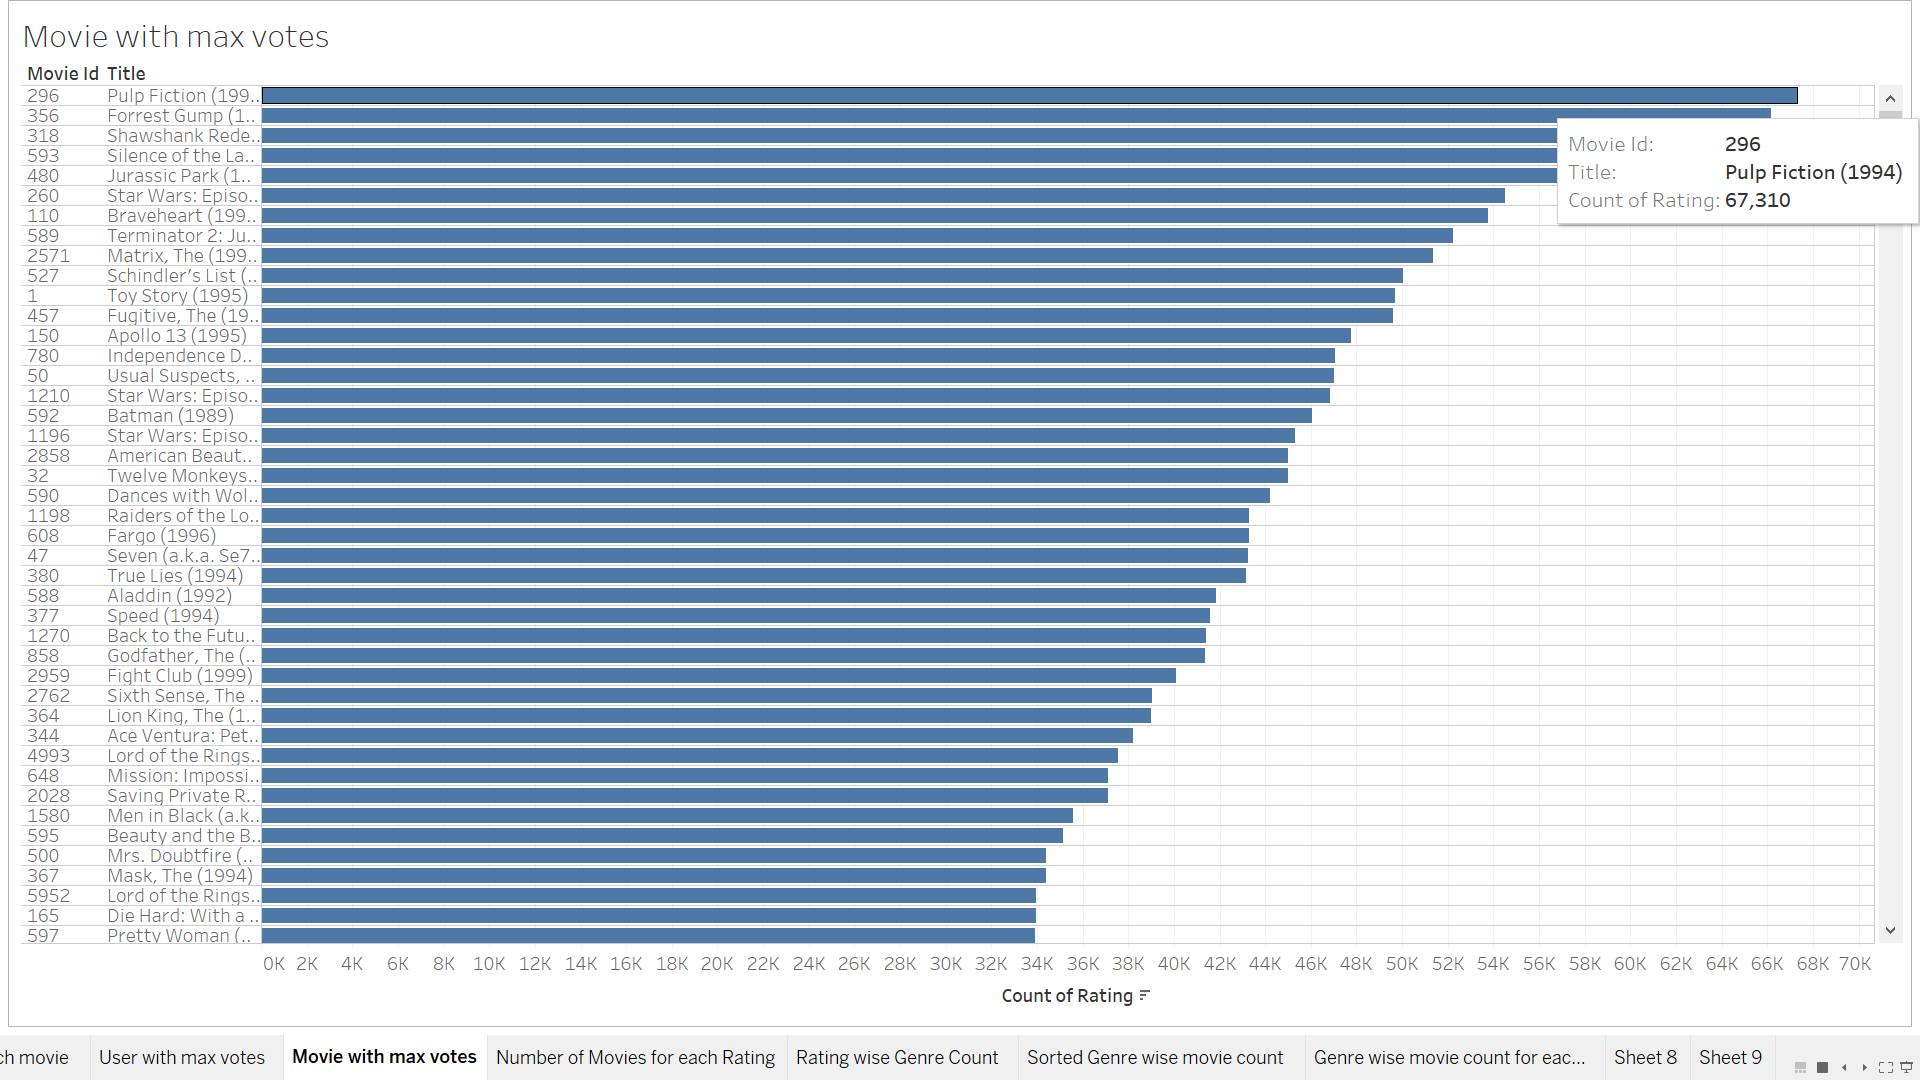 Movie with max votes
Movie Id Title
296 Pulp Fiction (199..
356 Forrest Gump (1..
318 Shawshank Rede..
593 Silence of the La..
480 Jurassic Park (1..
260 Star Wars: Episo..
110 Braveheart (199..
589 Terminator 2: Ju..
2571 Matrix, The (199..
527 Schindler's List (..
1 Toy Story (1995)
457 Fugitive, The (19..
150 Apollo 13 (1995)
780 Independence D..
50 Usual Suspects, ..
1210 Star Wars: Episo..
592 Batman (1989)
1196 Star Wars: Episo..
2858 American Beaut..
32 Twelve Monkeys..
590 Dances with Wol..
1198 Raiders of the Lo..
608 Fargo (1996)
47 Seven (a.k.a. Se7..
380 True Lies (1994)
588 Aladdin (1992)
377 Speed (1994)
1270 Back to the Futu..
858 Godfather, The (..
2959 Fight Club (1999)
2762 Sixth Sense, The ..
364 Lion King, The (1..
344 Ace Ventura: Pet..
4993 Lord of the Rings..
648 Mission: Impossi..
2028 Saving Private R..
1580 Men in Black (a.k..
595 Beauty and the B..
500 Mrs. Doubtfire (..
367 Mask, The (1994)
5952 Lord of the Rings..
165 Die Hard: With a ..
597 Pretty Woman (..
Movie Id: 296
Title: Pulp Fiction (1994)
Count of Rating: 67,310
0K 2K 4K 6K 8K 10K 12K 14K 16K 18K 20K 22K 24K 26K 28K 30K 32K 34K 36K 38K 40K 42K 44K 46K 48K 50K 52K 54K 56K 58K 60K 62K 64K 66K 68K 70K
Count of Rating
ch movie User with max votes Movie with max votes Number of Movies for each Rating Rating wise Genre Count Sorted Genre wise movie count Genre wise movie count for eac... Sheet 8 Sheet 9